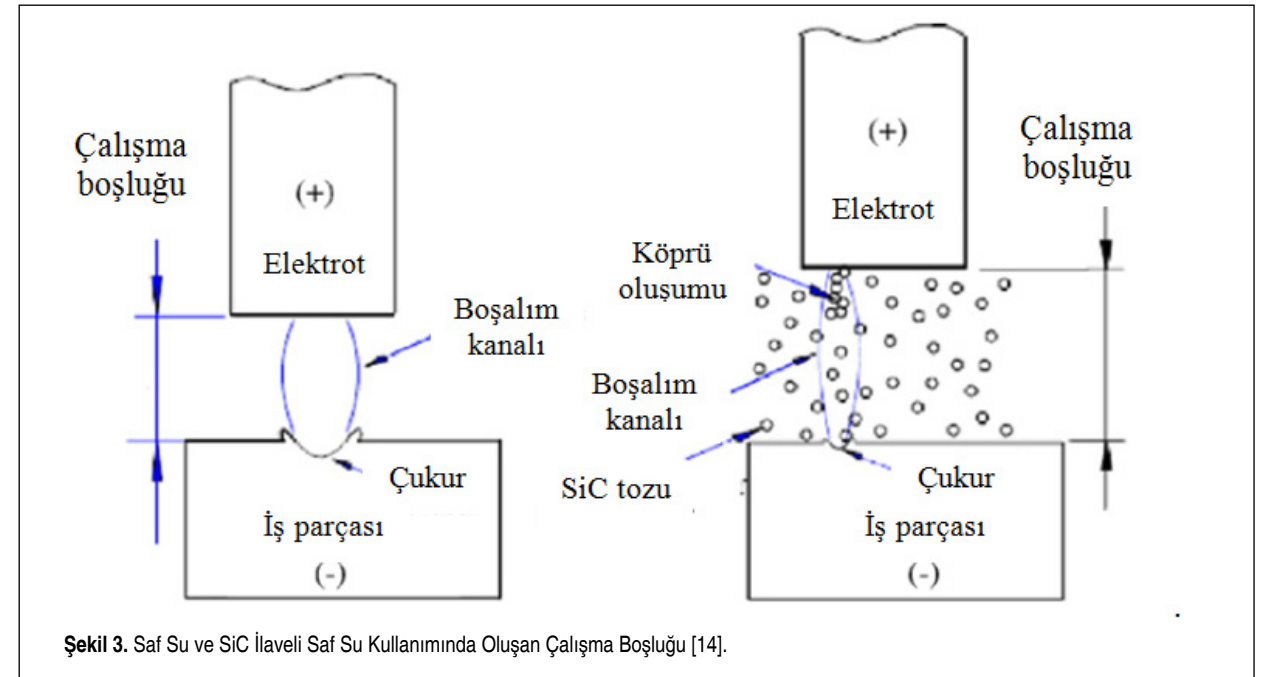 Çalışma
boşluğu
(+)
Elektrot
Boşalım
kanalı
Çukur
İş parçası
(-)
(+)
Elektrot
Çalışma
boşluğu
Köprü
oluşumu
Boşalım
kanalı
SiC tozu
Çukur
İş parçası
(-)
Şekil 3. Saf Su ve SiC İlaveli Saf Su Kullanımında Oluşan Çalışma Boşluğu [14].